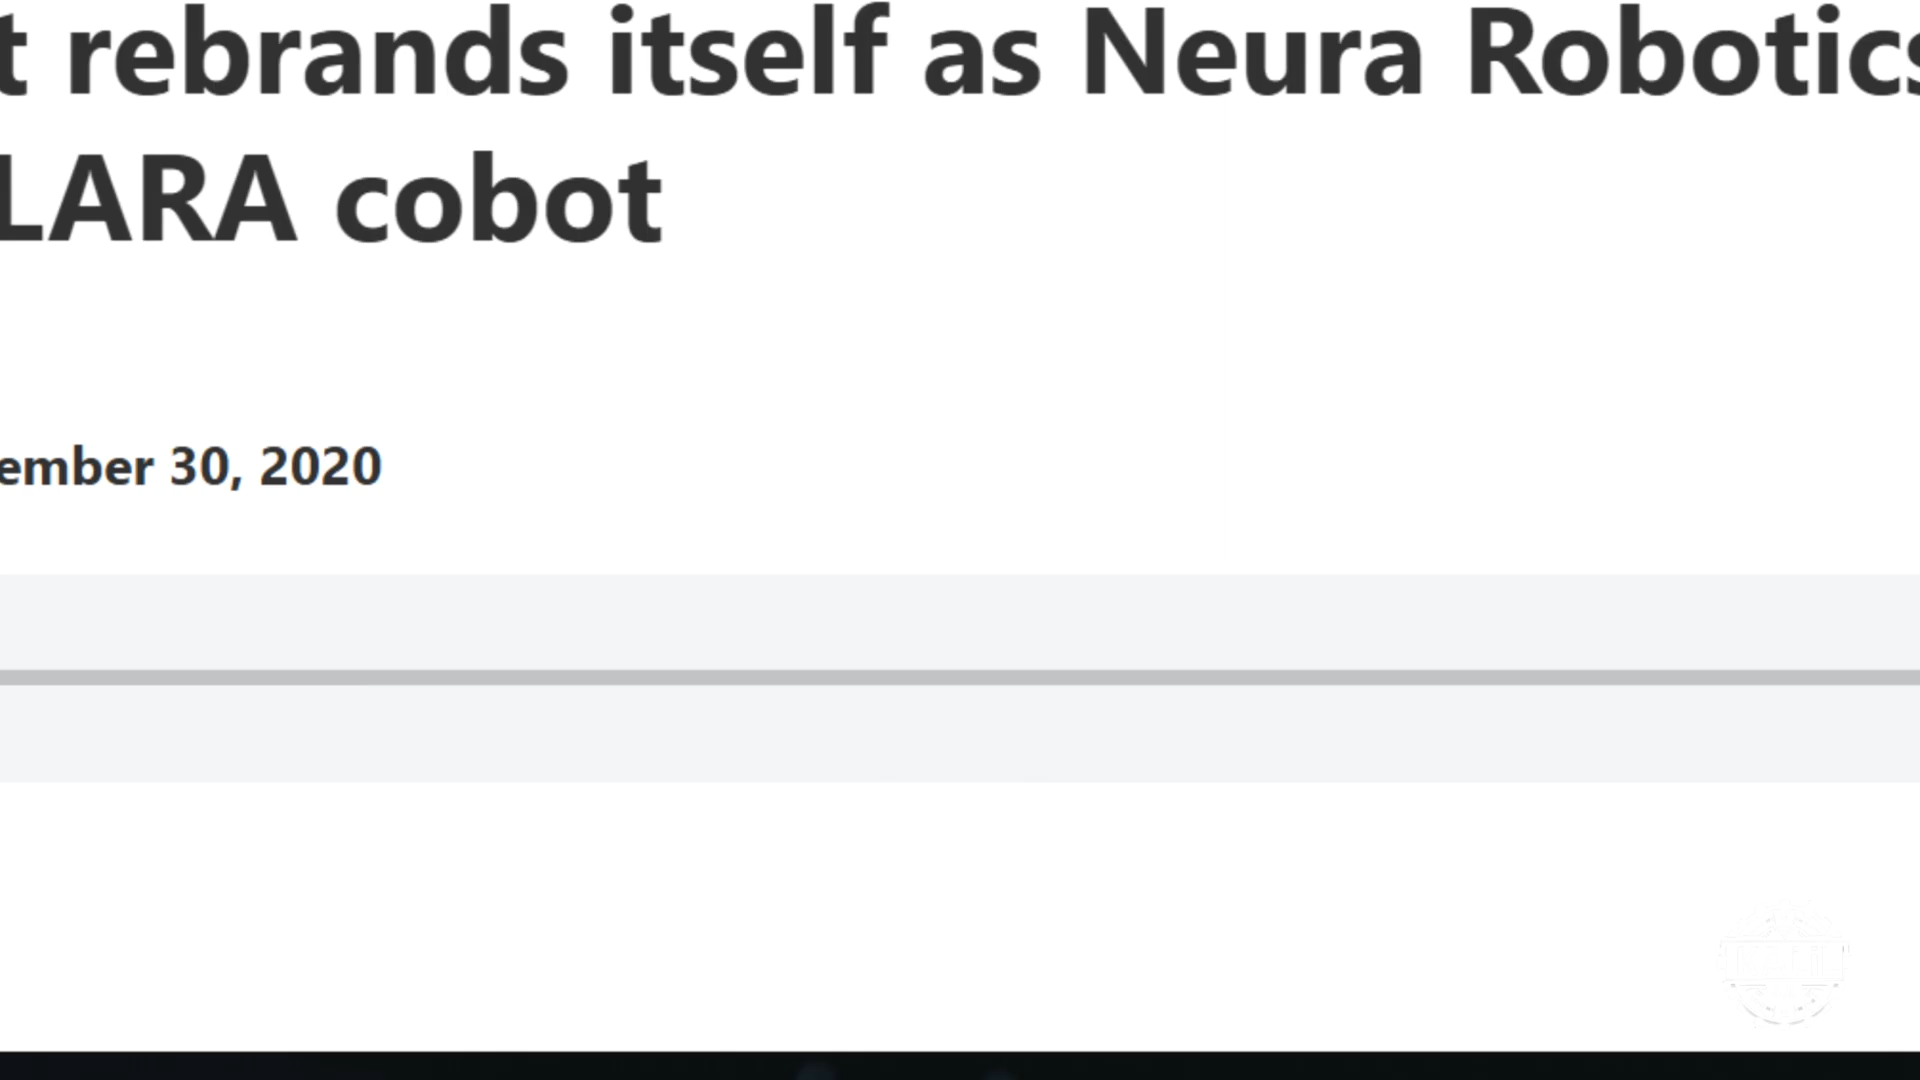 t rebrands itself as Neura Robotics
LARA cobot
ember 30, 2020